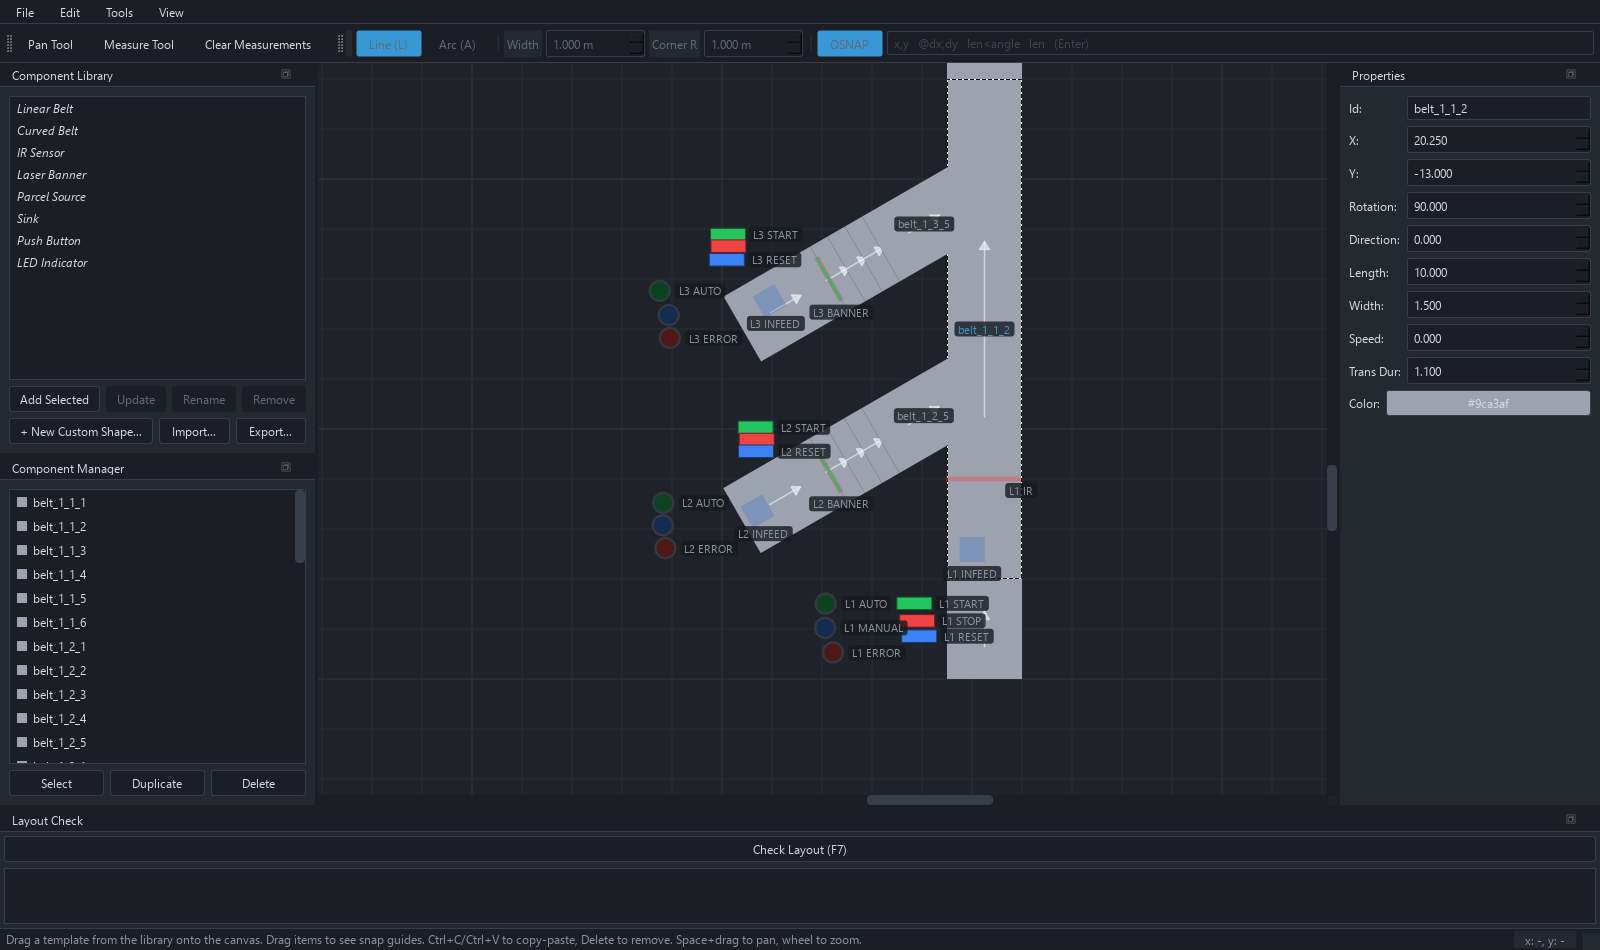 File Edit Tools View
Pan Tool Measure Tool Clear Measurements Line (L) Arc (A) Width 1.000 m Corner R 1.000 m OSNAP x,y @dx,dy len<angle len (Enter)
Component Library
Linear Belt
Curved Belt
IR Sensor
Laser Banner
Parcel Source
Sink
Push Button
LED Indicator
Add Selected Update Rename Remove
+ New Custom Shape... Import... Export...
Component Manager
belt_1_1_1
belt_1_1_2
belt_1_1_3
belt_1_1_4
belt_1_1_5
belt_1_1_6
belt_1_2_1
belt_1_2_2
belt_1_2_3
belt_1_2_4
belt_1_2_5
Select Duplicate Delete
belt_1_3_5
L3 START
L3 RESET
L3 AUTO
L3 BANNER
L3 INFEED
L3 ERROR
belt_1_1_2
belt_1_2_5
L2 START
L2 RESET
L1 IR
L2 AUTO
L2 BANNER
L2 INFEED
L2 ERROR
L1 INFEED
L1 AUTO L1 START
L1 MANUAL L1 STOP
L1 RESET
L1 ERROR
Properties
Id: belt_1_1_2
X: 20.250
Y: -13.000
Rotation: 90.000
Direction: 0.000
Length: 10.000
Width: 1.500
Speed: 0.000
Trans Dur: 1.100
Color: #9ca3af
Layout Check
Check Layout (F7)
Drag a template from the library onto the canvas. Drag items to see snap guides. Ctrl+C/Ctrl+V to copy-paste, Delete to remove. Space+drag to pan, wheel to zoom.
x: -, y: -